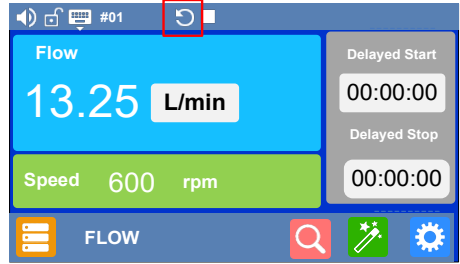 #01
Flow
13.25 L/min
Speed 600 rpm
Delayed Start
00:00:00
Delayed Stop
00:00:00
FLOW